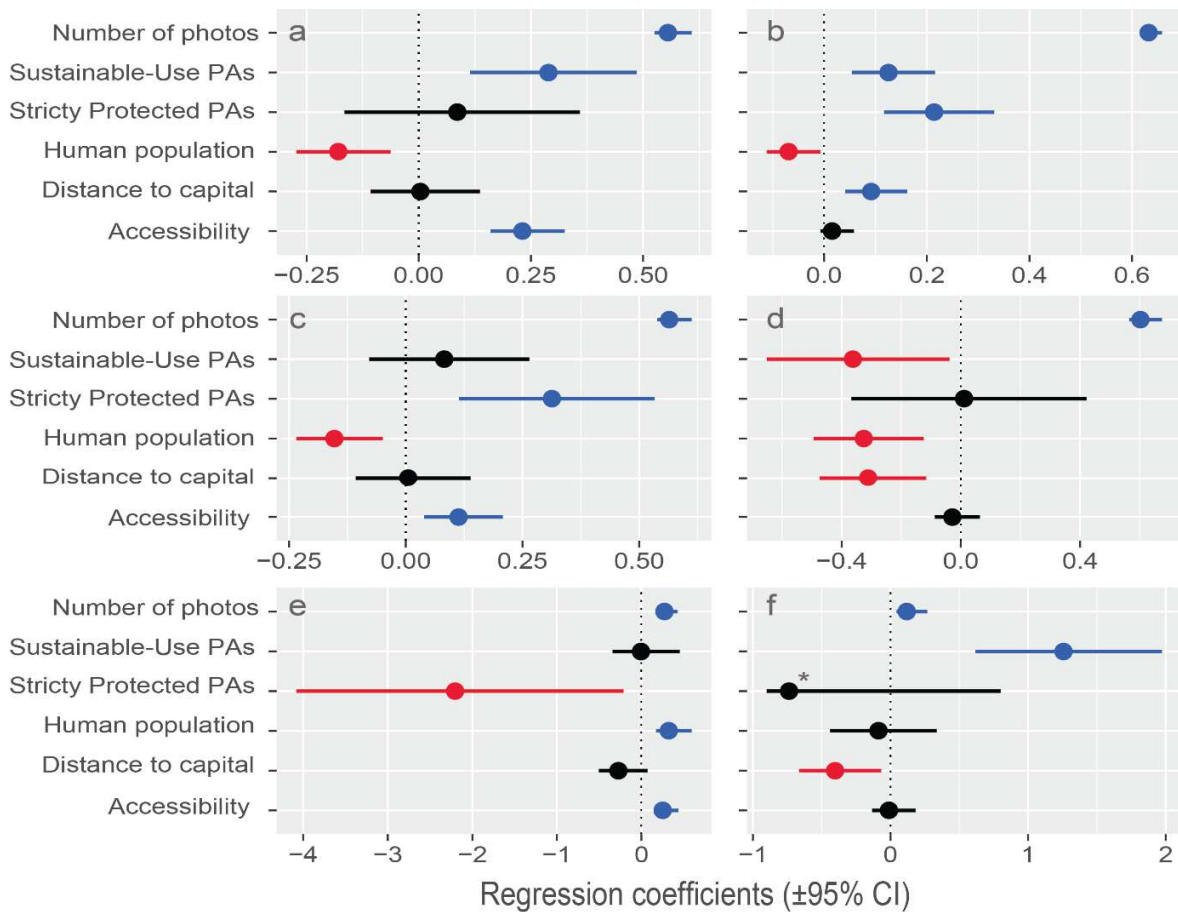 a
b
Number of photos
Sustainable-Use PAs
Stricty Protected PAs
Human population
Distance to capital
Accessibility
−0.25 0.00 0.25 0.50
0.0 0.2 0.4 0.6
c
d
Number of photos
Sustainable-Use PAs
Stricty Protected PAs
Human population
Distance to capital
Accessibility
−0.25 0.00 0.25 0.50
−0.4 0.0 0.4
e
f
Number of photos
Sustainable-Use PAs
Stricty Protected PAs
*
Human population
Distance to capital
Accessibility
−4 −3 −2 −1 0
−1 0 1 2
Regression coefficients (±95% CI)